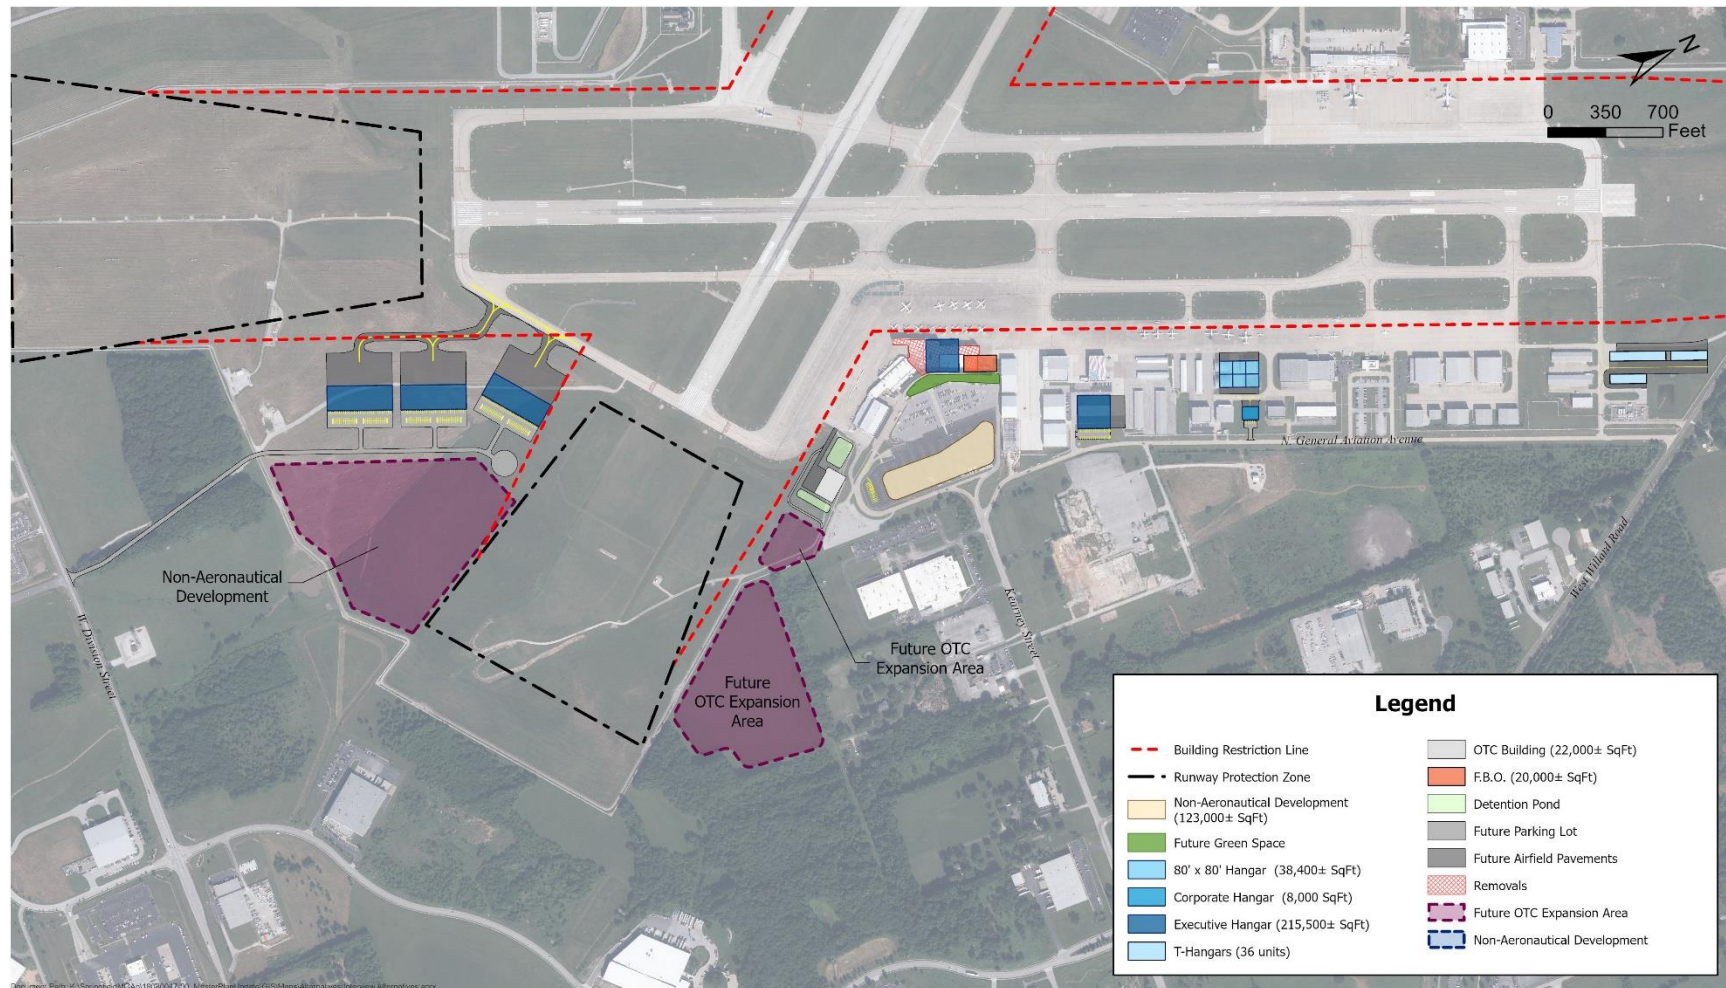 N
0 350 700
Feet
N. General Aviation Avenue
West Willard Road
Kearney Street
W. Division Street
Non-Aeronautical
Development
Future OTC
Expansion Area
Future
OTC Expansion
Area
Legend
Building Restriction Line
Runway Protection Zone
Non-Aeronautical Development
(123,000± SqFt)
Future Green Space
80' x 80' Hangar (38,400± SqFt)
Corporate Hangar (8,000 SqFt)
Executive Hangar (215,500± SqFt)
T-Hangars (36 units)
OTC Building (22,000± SqFt)
F.B.O. (20,000± SqFt)
Detention Pond
Future Parking Lot
Future Airfield Pavements
Removals
Future OTC Expansion Area
Non-Aeronautical Development